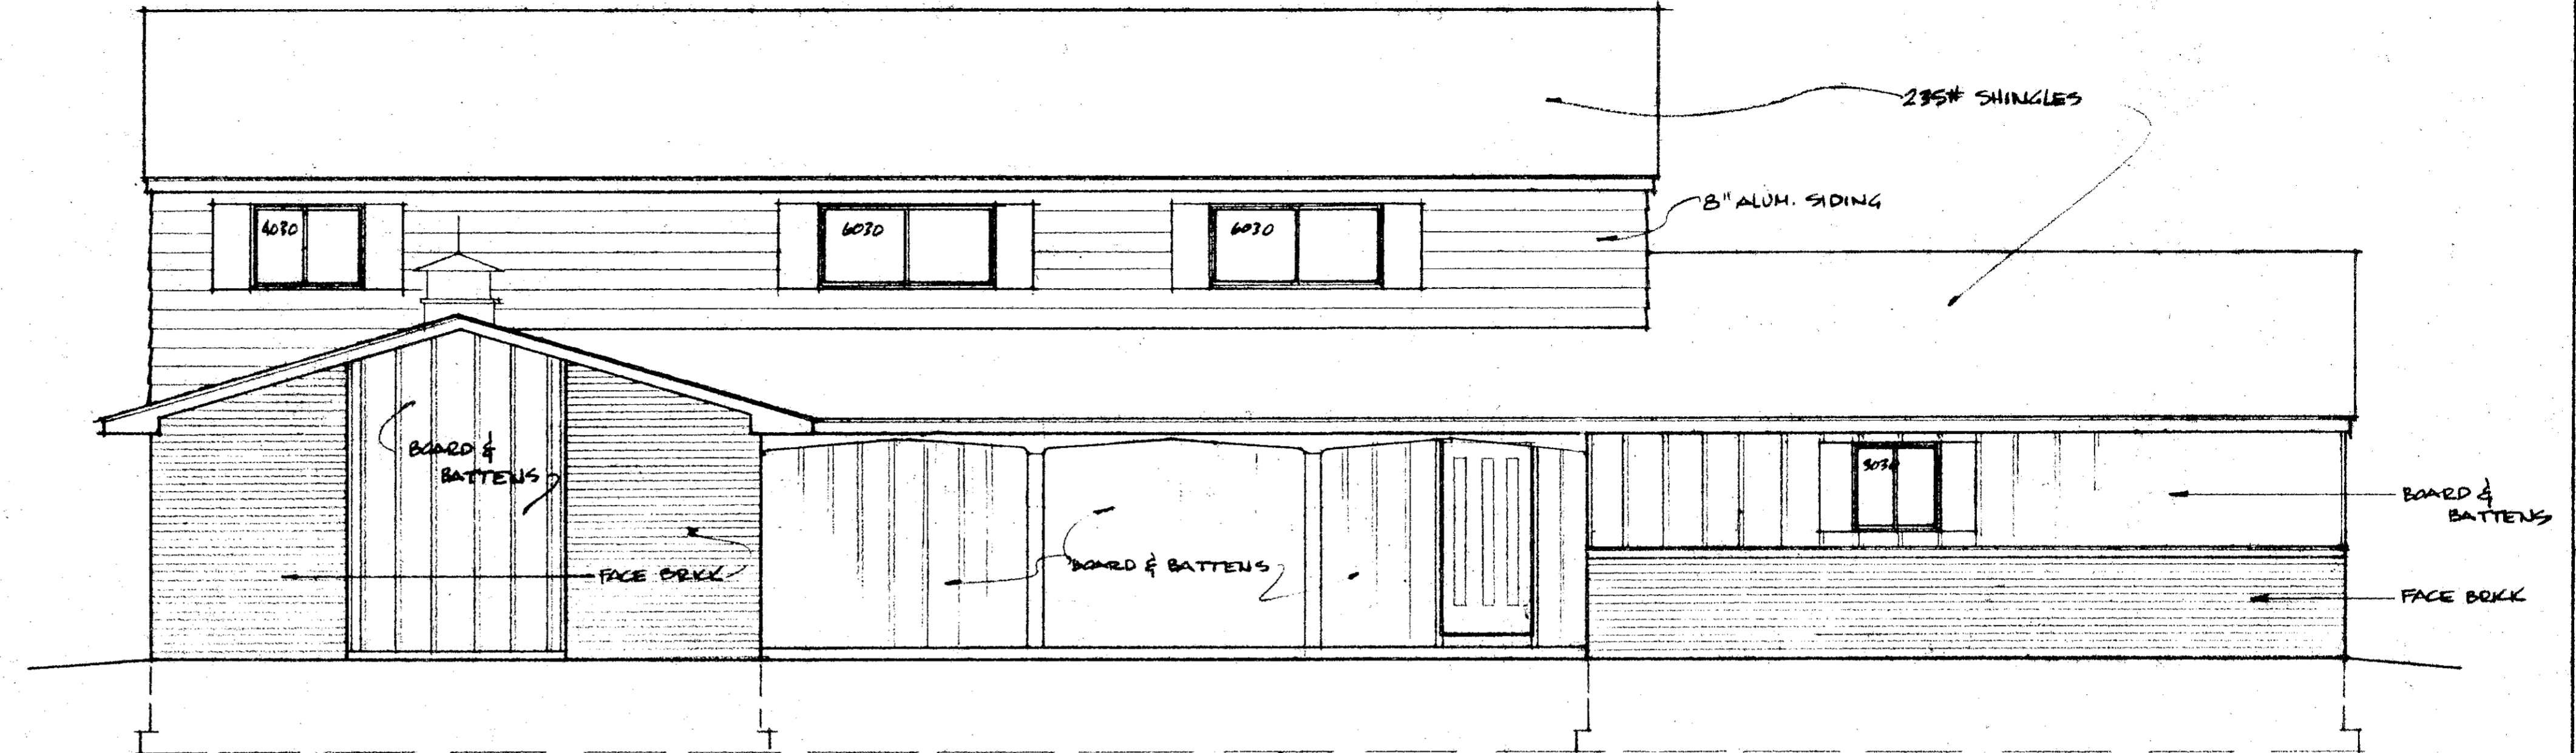 235# SHINGLES
8" ALUM. SIDING
4030
6030
6030
BOARD &
BATTENS
3030
BOARD &
BATTENS
FACE BRICK
BOARD & BATTENS
FACE BRICK